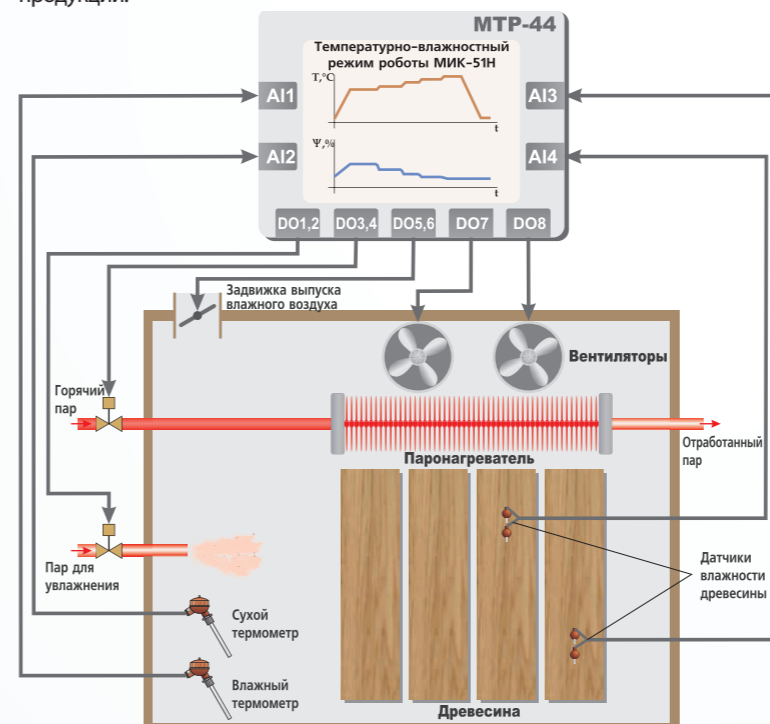 продукции.
МТР-44
Температурно-влажностный
режим роботы МИК-51Н
T,°C
t
Ψ,%
t
AI1
AI2
AI3
AI4
DO1,2
DO3,4
DO5,6
DO7
DO8
Задвижка выпуска
влажного воздуха
Вентиляторы
Горячий
пар
Отработанный
пар
Паронагреватель
Пар для
увлажнения
Датчики
влажности
древесины
Сухой
термометр
Влажный
термометр
Древесина